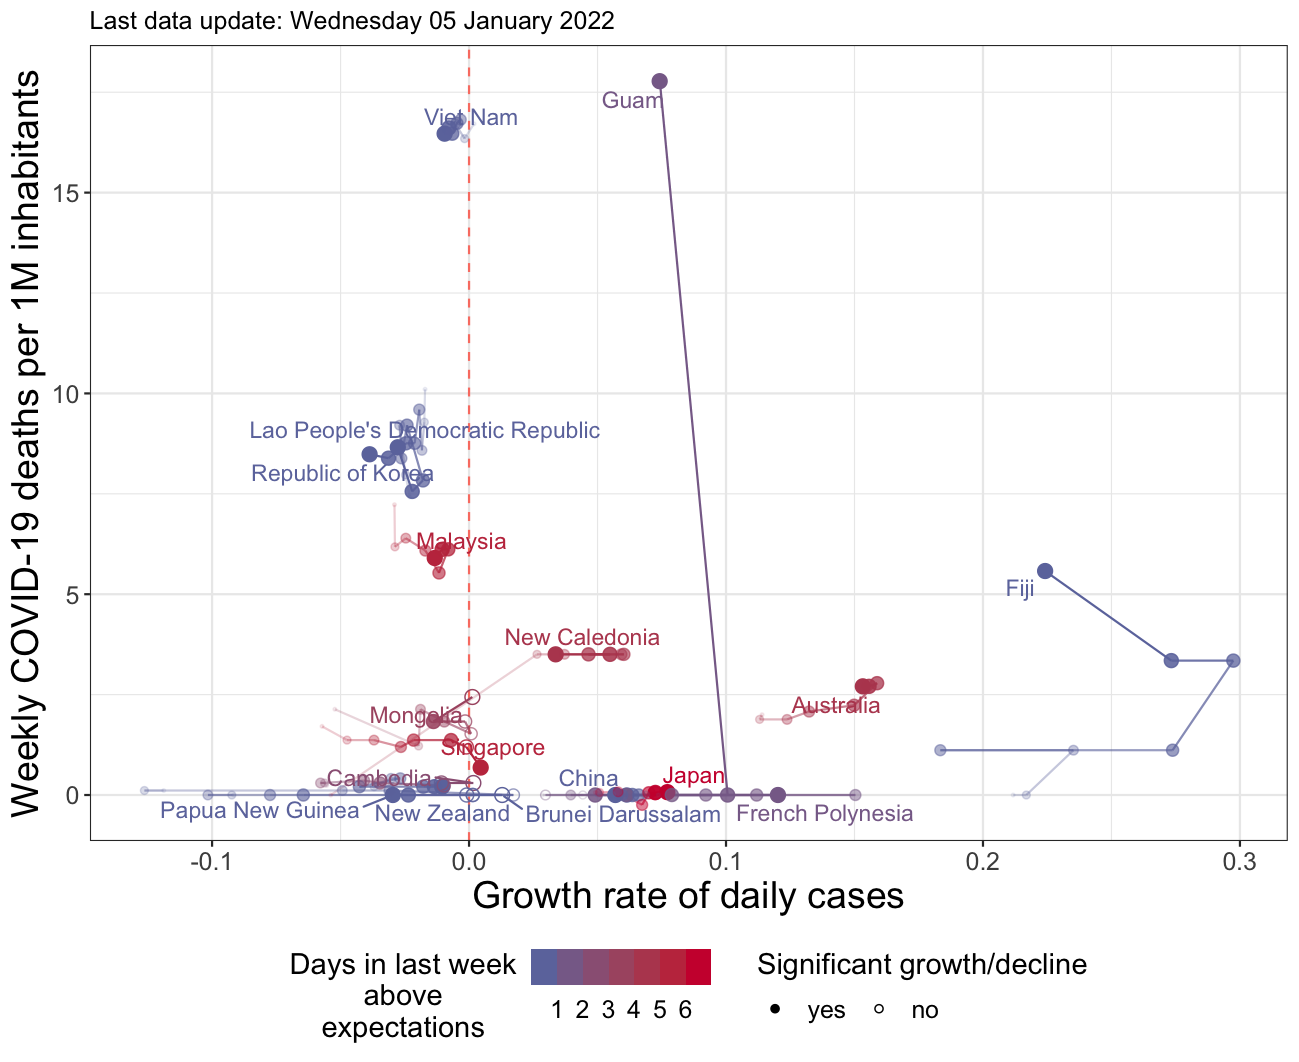 Last data update: Wednesday 05 January 2022
Weekly COVID-19 deaths per 1M inhabitants
15
10
5
0
Guam
Viet Nam
Lao People's Democratic Republic
Republic of Korea
Malaysia
Fiji
New Caledonia
Australia
Mongolia
Singapore
Cambodia
China
Japan
Papua New Guinea
New Zealand
Brunei Darussalam
French Polynesia
-0.1
0.0
0.1
0.2
0.3
Growth rate of daily cases
Days in last week
above
expectations
1 2 3 4 5 6
Significant growth/decline
yes
no